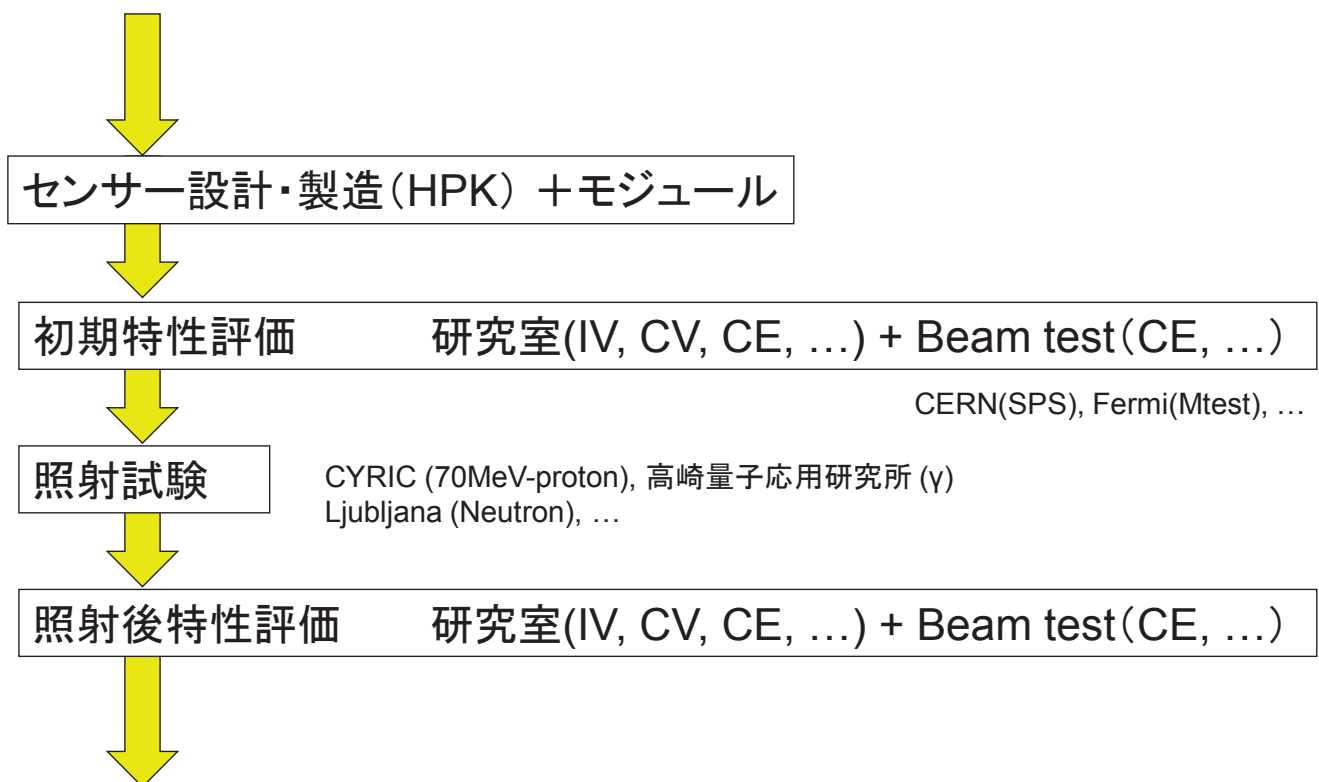 センサー設計・製造（HPK）＋モジュール
初期特性評価 研究室(IV, CV, CE, …) + Beam test（CE, …）
CERN(SPS), Fermi(Mtest), …
照射試験
CYRIC (70MeV-proton), 高崎量子応用研究所 (γ)
Ljubljana (Neutron), …
照射後特性評価 研究室(IV, CV, CE, …) + Beam test（CE, …）